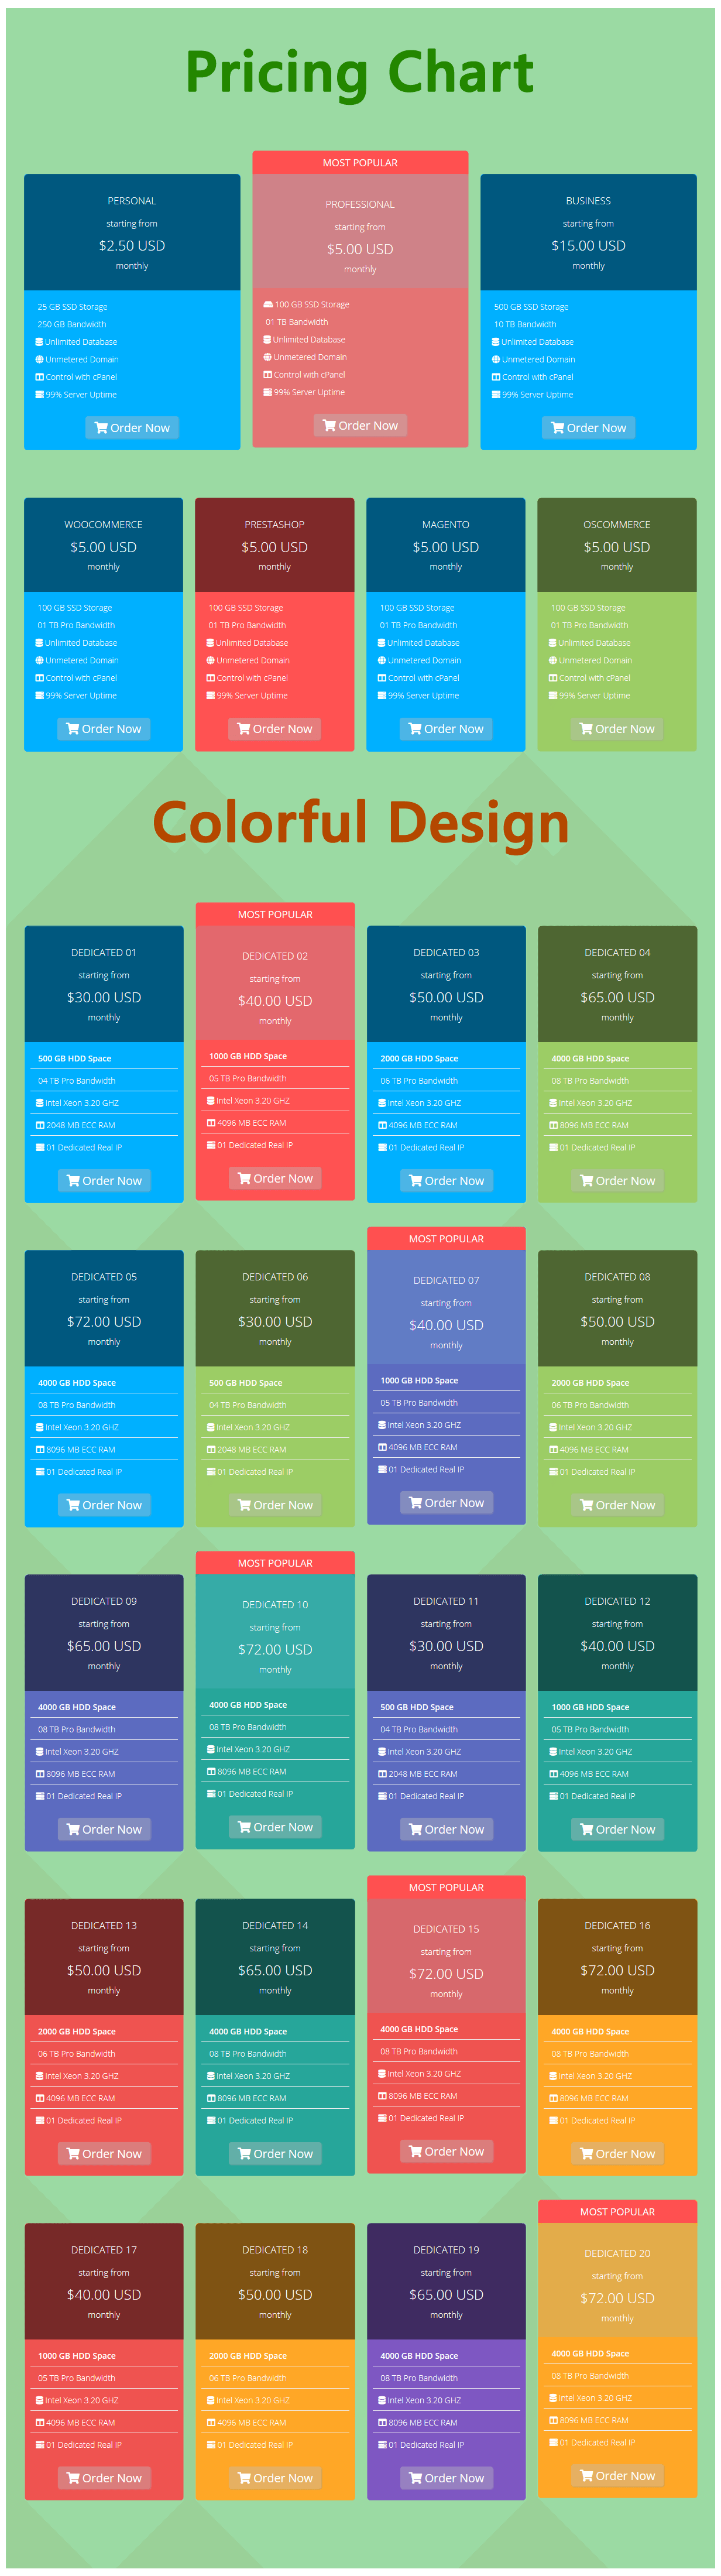 Pricing Chart
PERSONAL
starting from
$2.50 USD
monthly
25 GB SSD Storage
250 GB Bandwidth
Unlimited Database
Unmetered Domain
Control with cPanel
99% Server Uptime
Order Now
MOST POPULAR
PROFESSIONAL
starting from
$5.00 USD
monthly
100 GB SSD Storage
01 TB Bandwidth
Unlimited Database
Unmetered Domain
Control with cPanel
99% Server Uptime
Order Now
BUSINESS
starting from
$15.00 USD
monthly
500 GB SSD Storage
10 TB Bandwidth
Unlimited Database
Unmetered Domain
Control with cPanel
99% Server Uptime
Order Now
WOOCOMMERCE
$5.00 USD
monthly
100 GB SSD Storage
01 TB Pro Bandwidth
Unlimited Database
Unmetered Domain
Control with cPanel
99% Server Uptime
Order Now
PRESTASHOP
$5.00 USD
monthly
100 GB SSD Storage
01 TB Pro Bandwidth
Unlimited Database
Unmetered Domain
Control with cPanel
99% Server Uptime
Order Now
MAGENTO
$5.00 USD
monthly
100 GB SSD Storage
01 TB Pro Bandwidth
Unlimited Database
Unmetered Domain
Control with cPanel
99% Server Uptime
Order Now
OSCOMMERCE
$5.00 USD
monthly
100 GB SSD Storage
01 TB Pro Bandwidth
Unlimited Database
Unmetered Domain
Control with cPanel
99% Server Uptime
Order Now
Colorful Design
DEDICATED 01
starting from
$30.00 USD
monthly
500 GB HDD Space
04 TB Pro Bandwidth
Intel Xeon 3.20 GHZ
2048 MB ECC RAM
01 Dedicated Real IP
Order Now
MOST POPULAR
DEDICATED 02
starting from
$40.00 USD
monthly
1000 GB HDD Space
05 TB Pro Bandwidth
Intel Xeon 3.20 GHZ
4096 MB ECC RAM
01 Dedicated Real IP
Order Now
DEDICATED 03
starting from
$50.00 USD
monthly
2000 GB HDD Space
06 TB Pro Bandwidth
Intel Xeon 3.20 GHZ
4096 MB ECC RAM
01 Dedicated Real IP
Order Now
DEDICATED 04
starting from
$65.00 USD
monthly
4000 GB HDD Space
08 TB Pro Bandwidth
Intel Xeon 3.20 GHZ
8096 MB ECC RAM
01 Dedicated Real IP
Order Now
DEDICATED 05
starting from
$72.00 USD
monthly
4000 GB HDD Space
08 TB Pro Bandwidth
Intel Xeon 3.20 GHZ
8096 MB ECC RAM
01 Dedicated Real IP
Order Now
DEDICATED 06
starting from
$30.00 USD
monthly
500 GB HDD Space
04 TB Pro Bandwidth
Intel Xeon 3.20 GHZ
2048 MB ECC RAM
01 Dedicated Real IP
Order Now
MOST POPULAR
DEDICATED 07
starting from
$40.00 USD
monthly
1000 GB HDD Space
05 TB Pro Bandwidth
Intel Xeon 3.20 GHZ
4096 MB ECC RAM
01 Dedicated Real IP
Order Now
DEDICATED 08
starting from
$50.00 USD
monthly
2000 GB HDD Space
06 TB Pro Bandwidth
Intel Xeon 3.20 GHZ
4096 MB ECC RAM
01 Dedicated Real IP
Order Now
DEDICATED 09
starting from
$65.00 USD
monthly
4000 GB HDD Space
08 TB Pro Bandwidth
Intel Xeon 3.20 GHZ
8096 MB ECC RAM
01 Dedicated Real IP
Order Now
MOST POPULAR
DEDICATED 10
starting from
$72.00 USD
monthly
4000 GB HDD Space
08 TB Pro Bandwidth
Intel Xeon 3.20 GHZ
8096 MB ECC RAM
01 Dedicated Real IP
Order Now
DEDICATED 11
starting from
$30.00 USD
monthly
500 GB HDD Space
04 TB Pro Bandwidth
Intel Xeon 3.20 GHZ
2048 MB ECC RAM
01 Dedicated Real IP
Order Now
DEDICATED 12
starting from
$40.00 USD
monthly
1000 GB HDD Space
05 TB Pro Bandwidth
Intel Xeon 3.20 GHZ
4096 MB ECC RAM
01 Dedicated Real IP
Order Now
DEDICATED 13
starting from
$50.00 USD
monthly
2000 GB HDD Space
06 TB Pro Bandwidth
Intel Xeon 3.20 GHZ
4096 MB ECC RAM
01 Dedicated Real IP
Order Now
DEDICATED 14
starting from
$65.00 USD
monthly
4000 GB HDD Space
08 TB Pro Bandwidth
Intel Xeon 3.20 GHZ
8096 MB ECC RAM
01 Dedicated Real IP
Order Now
MOST POPULAR
DEDICATED 15
starting from
$72.00 USD
monthly
4000 GB HDD Space
08 TB Pro Bandwidth
Intel Xeon 3.20 GHZ
8096 MB ECC RAM
01 Dedicated Real IP
Order Now
DEDICATED 16
starting from
$72.00 USD
monthly
4000 GB HDD Space
08 TB Pro Bandwidth
Intel Xeon 3.20 GHZ
8096 MB ECC RAM
01 Dedicated Real IP
Order Now
DEDICATED 17
starting from
$40.00 USD
monthly
1000 GB HDD Space
05 TB Pro Bandwidth
Intel Xeon 3.20 GHZ
4096 MB ECC RAM
01 Dedicated Real IP
Order Now
DEDICATED 18
starting from
$50.00 USD
monthly
2000 GB HDD Space
06 TB Pro Bandwidth
Intel Xeon 3.20 GHZ
4096 MB ECC RAM
01 Dedicated Real IP
Order Now
DEDICATED 19
starting from
$65.00 USD
monthly
4000 GB HDD Space
08 TB Pro Bandwidth
Intel Xeon 3.20 GHZ
8096 MB ECC RAM
01 Dedicated Real IP
Order Now
MOST POPULAR
DEDICATED 20
starting from
$72.00 USD
monthly
4000 GB HDD Space
08 TB Pro Bandwidth
Intel Xeon 3.20 GHZ
8096 MB ECC RAM
01 Dedicated Real IP
Order Now